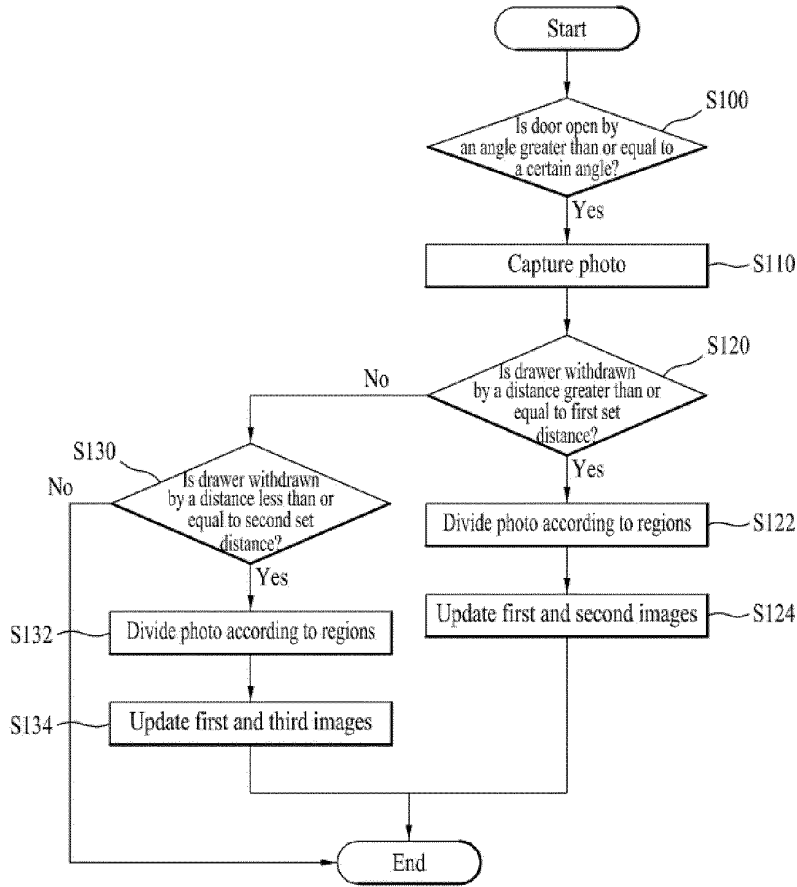 Start
S100
Is door open by
an angle greater than or equal to
a certain angle?
Yes
Capture photo
S110
S120
Is drawer withdrawn
by a distance greater than or
equal to first set
distance?
No
Yes
S130
Is drawer withdrawn
by a distance less than or
equal to second set
distance?
No
Yes
Divide photo according to regions
S122
Update first and second images
S124
S132
Divide photo according to regions
S134
Update first and third images
End